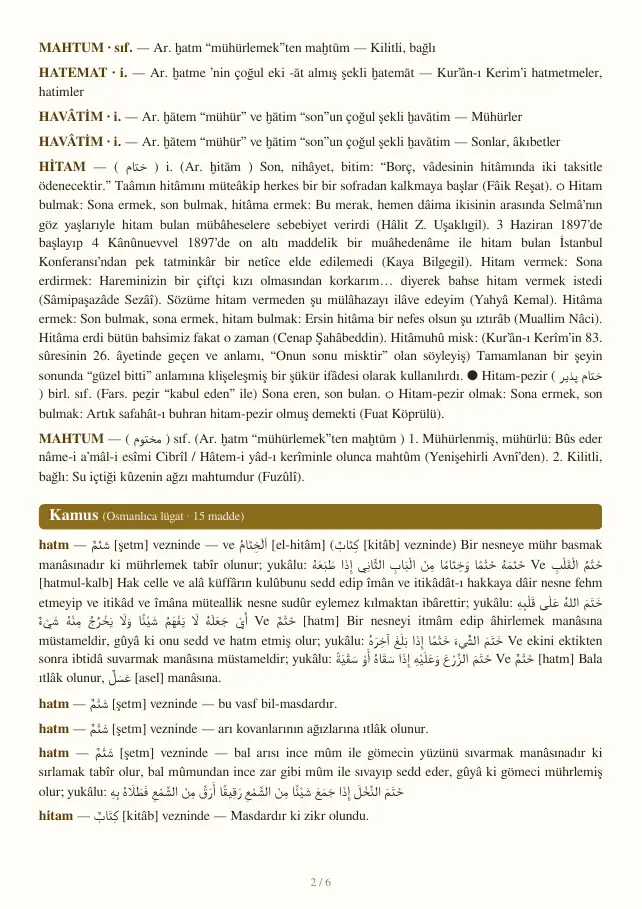 MAHTUM · sıf. — Ar. ḫatm “mühürlemek”ten maḫtūm — Kilitli, bağlı
HATEMAT · i. — Ar. ḫatme ’nin çoğul eki -āt almış şekli ḫatemāt — Kur’ân-ı Kerim’i hatmetmeler,
hatimler
HAVÂTİM · i. — Ar. ḫātem “mühür” ve ḫātim “son”un çoğul şekli ḫavātim — Mühürler
HAVÂTİM · i. — Ar. ḫātem “mühür” ve ḫātim “son”un çoğul şekli ḫavātim — Sonlar, âkıbetler
HİTAM — ( ختام ) i. (Ar. ḫitām ) Son, nihâyet, bitim: “Borç, vâdesinin hitâmında iki taksitle
ödenecektir.” Taâmın hitâmını müteâkip herkes bir bir sofradan kalkmaya başlar (Fâik Reşat). ѻ Hitam
bulmak: Sona ermek, son bulmak, hitâma ermek: Bu merak, hemen dâima ikisinin arasında Selmâ’nın
göz yaşlarıyle hitam bulan mübâheselere sebebiyet verirdi (Hâlit Z. Uşaklıgil). 3 Haziran 1897’de
başlayıp 4 Kânûnuevvel 1897’de on altı maddelik bir muâhedenâme ile hitam bulan İstanbul
Konferansı’ndan pek tatminkâr bir netîce elde edilemedi (Kaya Bilgegil). Hitam vermek: Sona
erdirmek: Hareminizin bir çiftçi kızı olmasından korkarım… diyerek bahse hitam vermek istedi
(Sâmipaşazâde Sezâî). Sözüme hitam vermeden şu mülâhazayı ilâve edeyim (Yahyâ Kemal). Hitâma
ermek: Son bulmak, sona ermek, hitam bulmak: Ersin hitâma bir nefes olsun şu ıztırâb (Muallim Nâci).
Hitâma erdi bütün bahsimiz fakat o zaman (Cenap Şahâbeddin). Hitâmuhû misk: (Kur’ân-ı Kerîm’in 83.
sûresinin 26. âyetinde geçen ve anlamı, “Onun sonu misktir” olan söyleyiş) Tamamlanan bir şeyin
sonunda “güzel bitti” anlamına klişeleşmiş bir şükür ifâdesi olarak kullanılırdı. ● Hitam-pezir ( ختام پذير
) birl. sıf. (Fars. peẕіr “kabul eden” ile) Sona eren, son bulan. ѻ Hitam-pezir olmak: Sona ermek, son
bulmak: Artık safahât-ı buhran hitam-pezir olmuş demekti (Fuat Köprülü).
MAHTUM — ( مختوم ) sıf. (Ar. ḫatm “mühürlemek”ten maḫtūm ) 1. Mühürlenmiş, mühürlü: Bûs eder
nâme-i a’mâl-i esîmi Cibrîl / Hâtem-i yâd-ı kerîminle olunca mahtûm (Yenişehirli Avnî’den). 2. Kilitli,
bağlı: Su içtiği kûzenin ağzı mahtumdur (Fuzûlî).
Kamus (Osmanlıca lügat · 15 madde)
hatm — شَتْمٌ [şetm] vezninde — ve اَلْخِتَامُ [el-hitâm] (كِتَابٌ [kitâb] vezninde) Bir nesneye mühr basmak
manâsınadır ki mührlemek tabîr olunur; yukâlu: خَتَمَهُ خَتْمًا وَخِتَامًا مِنَ الْبَابِ الثَّانِي إِذَا طَبَعَهُ Ve خَتْمُ الْقَلْبِ
[hatmul-kalb] Hak celle ve alâ küffârın kulûbunu sedd edip îmân ve itikâdât-ı hakkaya dâir nesne fehm
etmeyip ve itikâd ve îmâna müteallik nesne sudûr eylemez kılmaktan ibârettir; yukâlu: خَتَمَ اللهُ عَلَى قَلْبِهِ
أَيْ جَعَلَهُ لَا يَفْهَمُ شَيْئًا وَلَا يَخْرُجُ مِنْهُ شَيْءٌ Ve خَتْمٌ [hatm] Bir nesneyi itmâm edip âhirlemek manâsına
müstameldir, gûyâ ki onu sedd ve hatm etmiş olur; yukâlu: خَتَمَ الشَّيْءَ خَتْمًا إِذَا بَلَغَ آخِرَهُ Ve ekini ektikten
sonra ibtidâ suvarmak manâsına müstameldir; yukâlu: خَتَمَ الزَّرْعَ وَعَلَيْهِ إِذَا سَقَاهُ أَوَّ سَقْيَةً Ve خَتْمٌ [hatm] Bala
ıtlâk olunur, عَسَلٌ [asel] manâsına.
hatm — شَتْمٌ [şetm] vezninde — bu vasf bil-masdardır.
hatm — شَتْمٌ [şetm] vezninde — arı kovanlarının ağızlarına ıtlâk olunur.
hatm — شَتْمٌ [şetm] vezninde — bal arısı ince mûm ile gömecin yüzünü sıvarmak manâsınadır ki
sırlamak tabîr olur, bal mûmundan ince zar gibi mûm ile sıvayıp sedd eder, gûyâ ki gömeci mührlemiş
olur; yukâlu: خَتَمَ النَّحْلُ إِذَا جَمَعَ شَيْئًا مِنَ الشَّمْعِ رَقِيقًا أَرَقَّ مِنَ الشَّمْعِ فَطَلَاهُ بِهِ
hitam — كِتَابٌ [kitâb] vezninde — Masdardır ki zikr olundu.
2 / 6